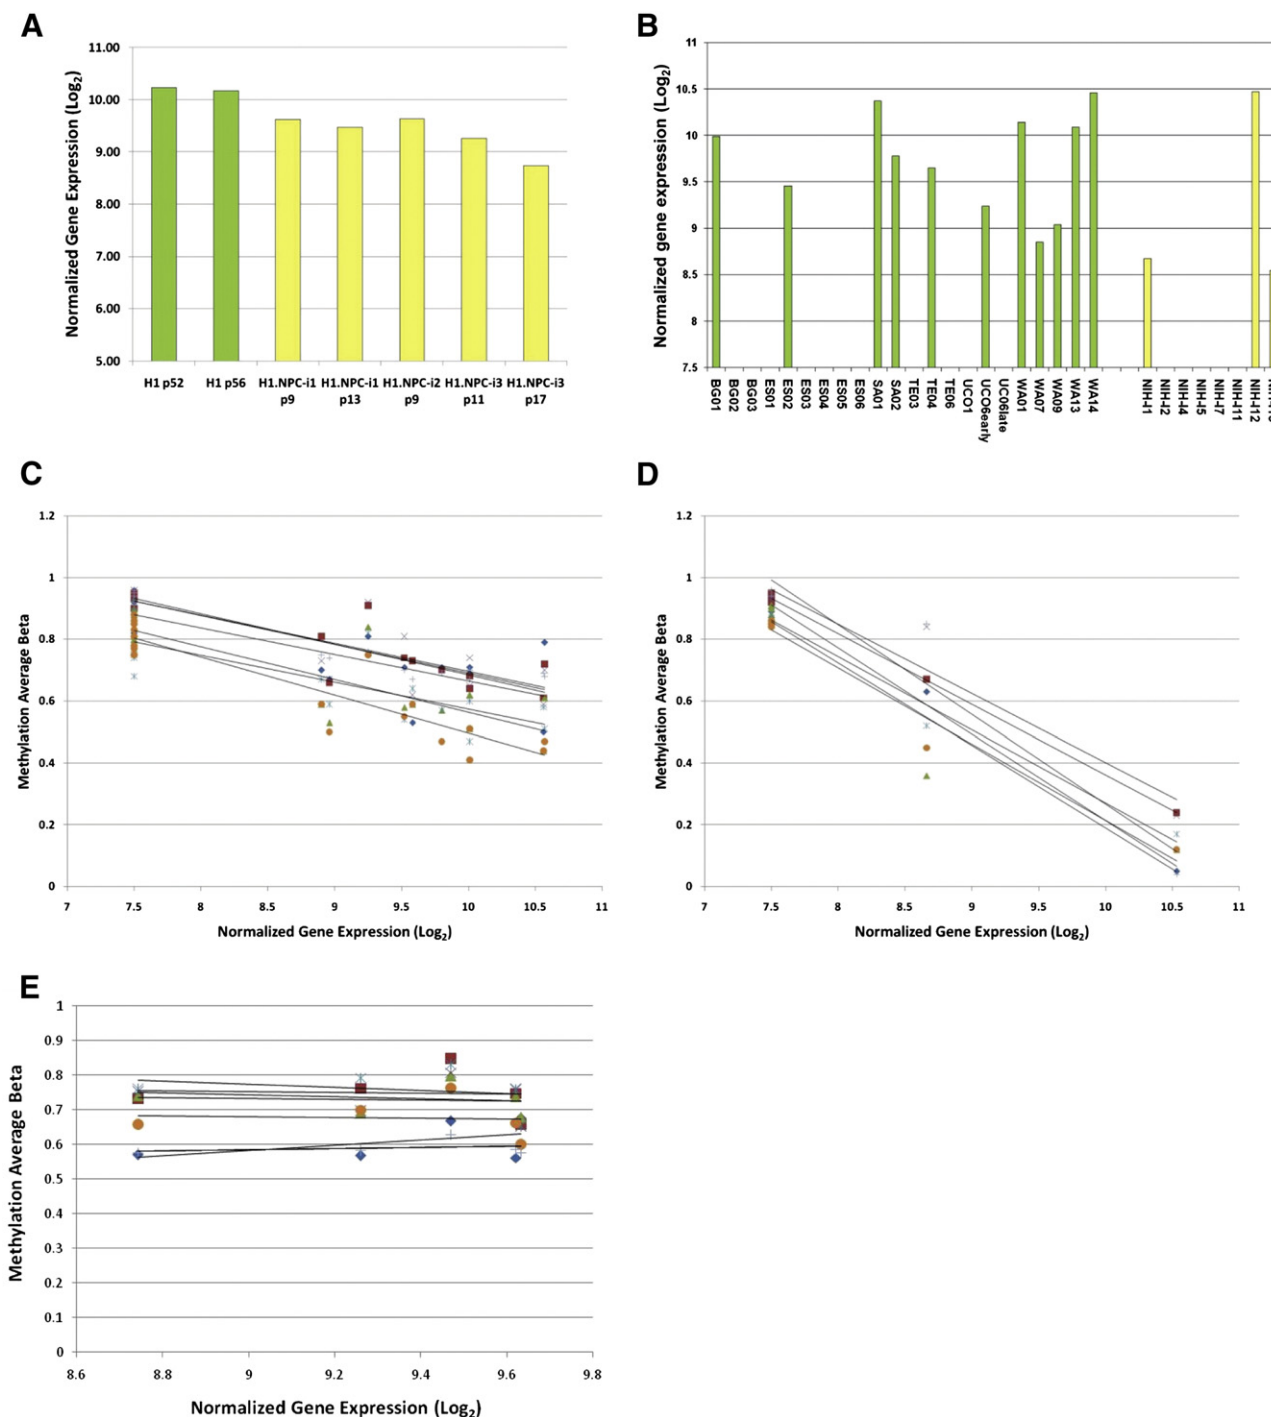 A
Normalized Gene Expression (Log2)
11.00
10.00
9.00
8.00
7.00
6.00
5.00
H1 p52
H1 p56
H1.NPC-i1 p9
H1.NPC-i1 p13
H1.NPC-i2 p9
H1.NPC-i3 p11
H1.NPC-i3 p17
B
Normalized gene expression (Log2)
11
10.5
10
9.5
9
8.5
8
7.5
BG01
BG02
BG03
ES01
ES02
ES03
ES04
ES05
ES06
SA01
SA02
TE03
TE04
TE06
UCO1
UCO6early
UC06late
WA01
WA07
WA09
WA13
WA14
NIH-i1
NIH-i2
NIH-i4
NIH-i5
NIH-i7
NIH-i11
NIH-i12
C
Methylation Average Beta
1.2
1
0.8
0.6
0.4
0.2
0
7
7.5
8
8.5
9
9.5
10
10.5
11
Normalized Gene Expression (Log2)
D
Methylation Average Beta
1.2
1
0.8
0.6
0.4
0.2
0
7
7.5
8
8.5
9
9.5
10
10.5
11
Normalized Gene Expression (Log2)
E
Methylation Average Beta
1
0.9
0.8
0.7
0.6
0.5
0.4
0.3
0.2
0.1
0
8.6
8.8
9
9.2
9.4
9.6
9.8
Normalized Gene Expression (Log2)